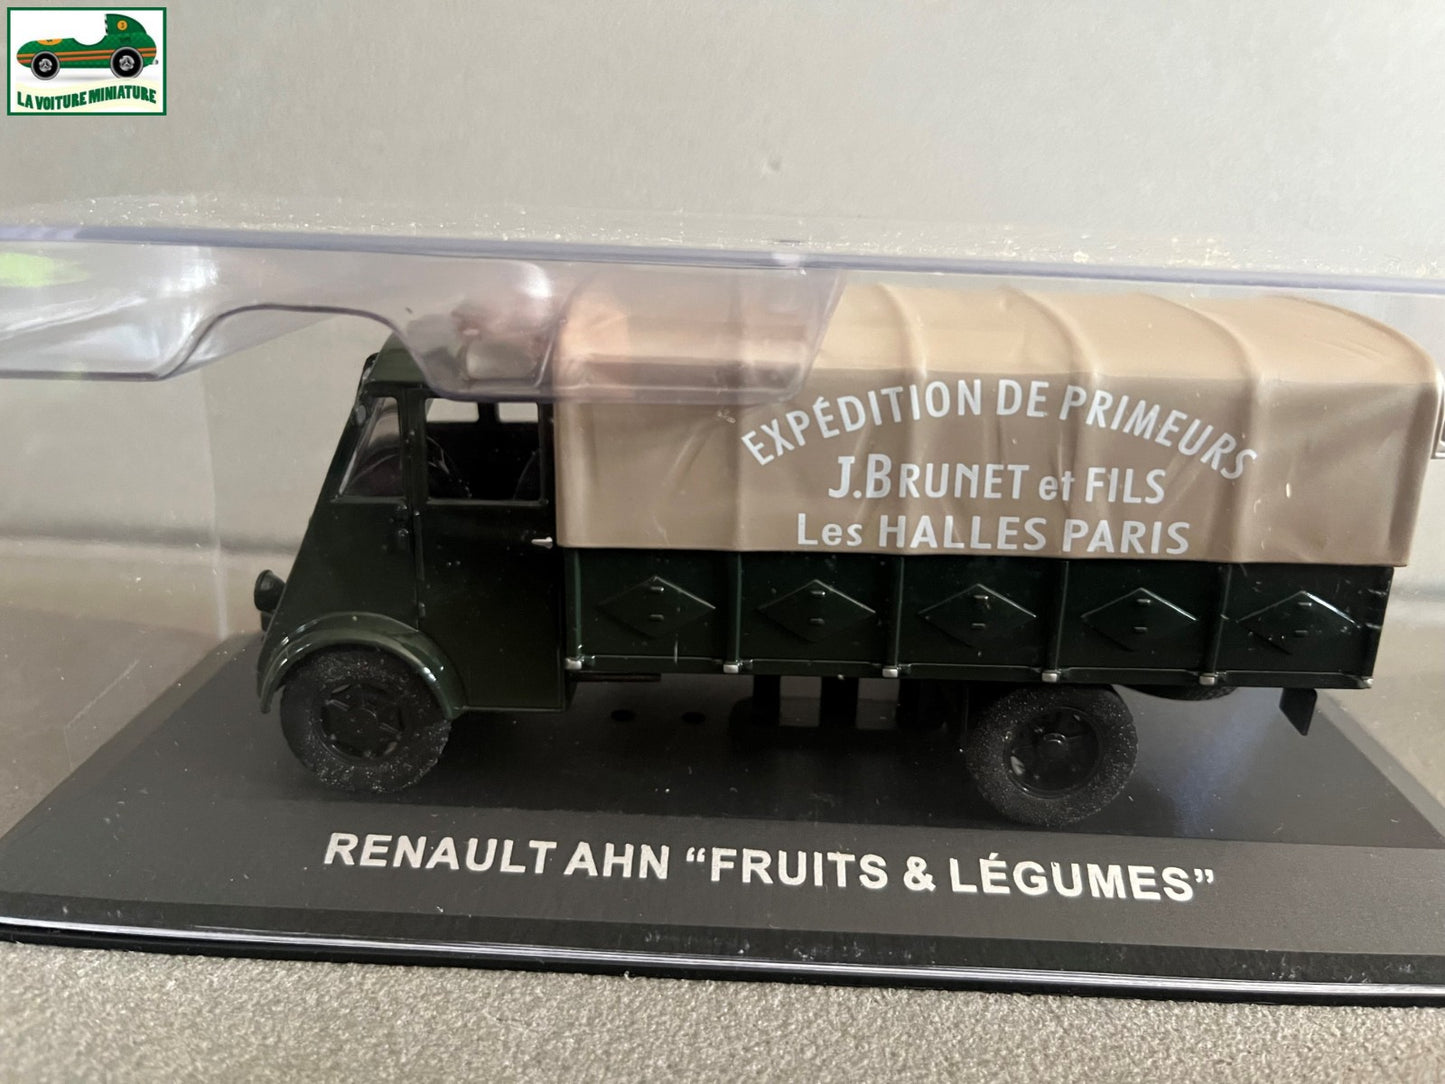 LA VOITURE MINIATURE
EXPÉDITION DE PRIMEURS
J. BRUNET et FILS
Les HALLES PARIS
RENAULT AHN “FRUITS & LÉGUMES”